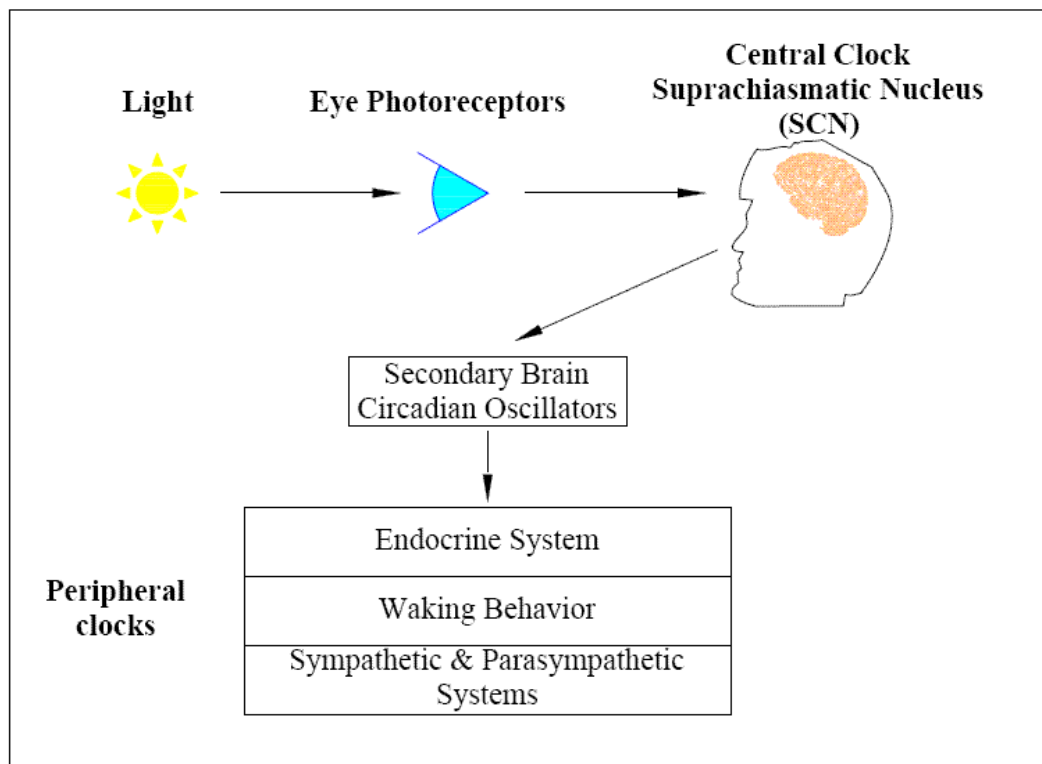 Light
Eye Photoreceptors
Central Clock
Suprachiasmatic Nucleus
(SCN)
Secondary Brain
Circadian Oscillators
Peripheral
clocks
Endocrine System
Waking Behavior
Sympathetic & Parasympathetic
Systems